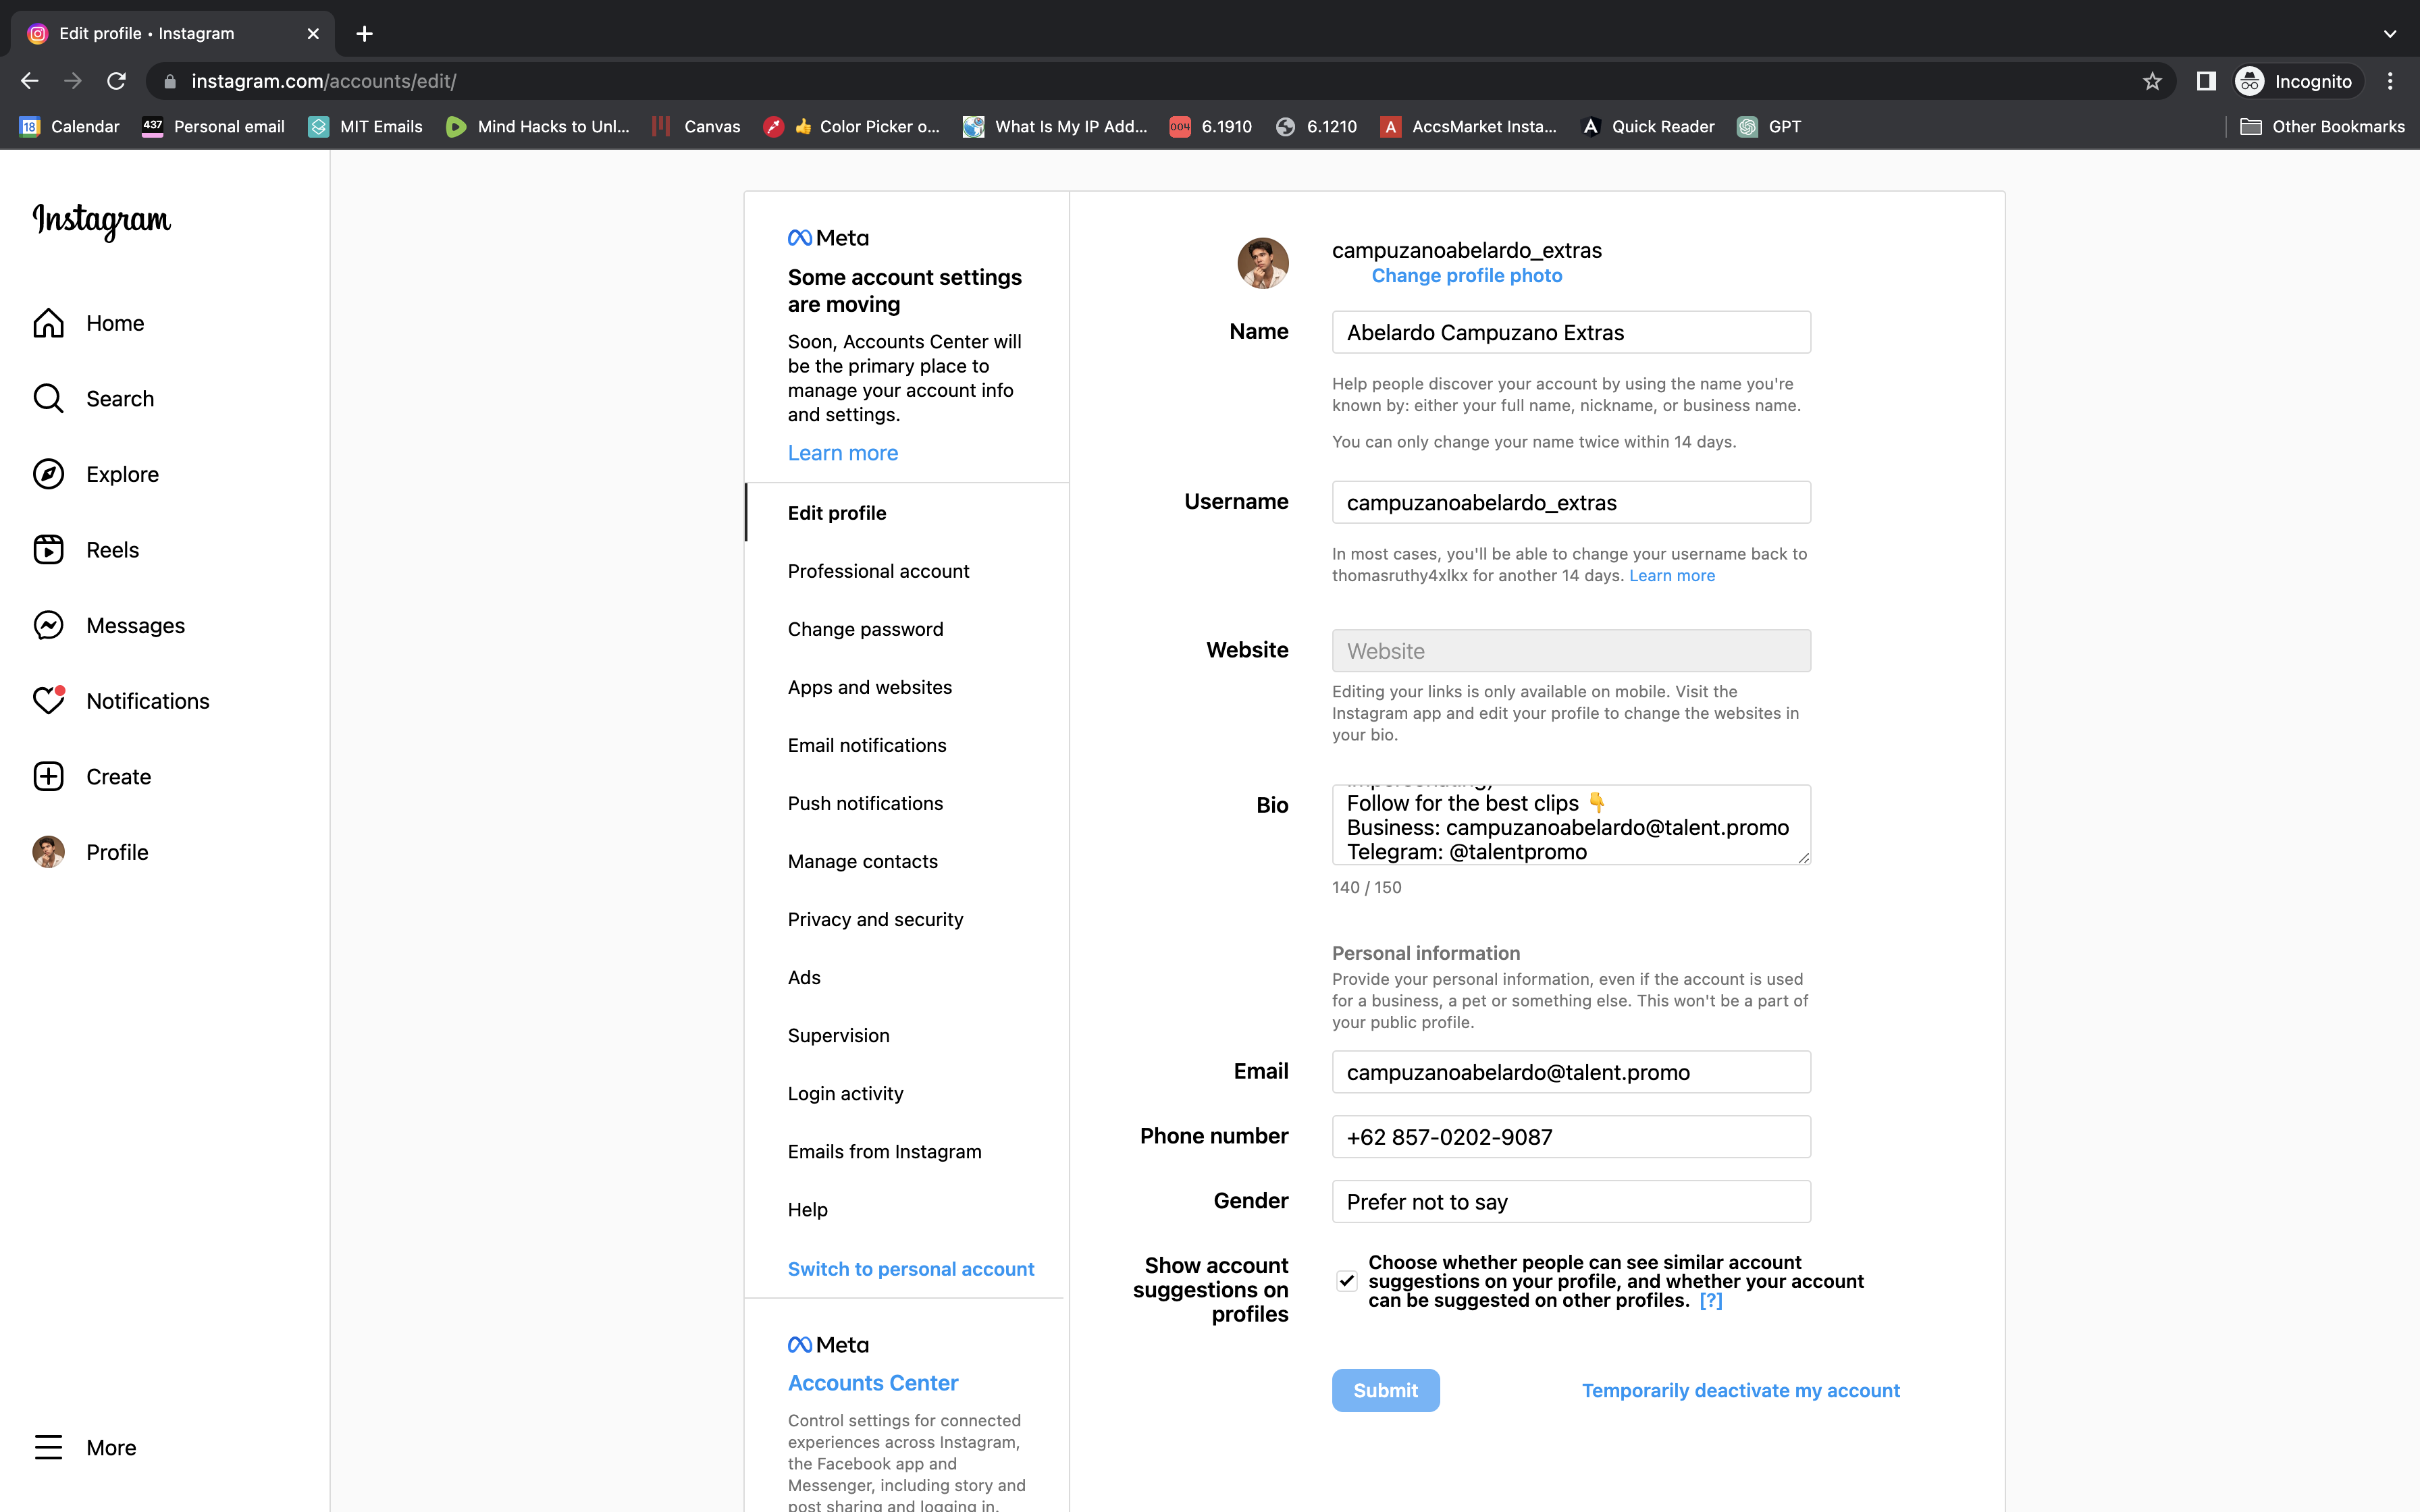 Edit profile • Instagram
instagram.com/accounts/edit/
Incognito
18 Calendar
437 Personal email
MIT Emails
Mind Hacks to Unl...
Canvas
👍 Color Picker o...
What Is My IP Add...
004 6.1910
6.1210
A AccsMarket Insta...
Quick Reader
GPT
Other Bookmarks
Instagram
Home
Search
Explore
Reels
Messages
Notifications
Create
Profile
More
Meta
Some account settings
are moving
Soon, Accounts Center will
be the primary place to
manage your account info
and settings.
Learn more
Edit profile
Professional account
Change password
Apps and websites
Email notifications
Push notifications
Manage contacts
Privacy and security
Ads
Supervision
Login activity
Emails from Instagram
Help
Switch to personal account
Meta
Accounts Center
Control settings for connected
experiences across Instagram,
the Facebook app and
Messenger, including story and
post sharing and logging in.
campuzanoabelardo_extras
Change profile photo
Name
Abelardo Campuzano Extras
Help people discover your account by using the name you're
known by: either your full name, nickname, or business name.
You can only change your name twice within 14 days.
Username
campuzanoabelardo_extras
In most cases, you'll be able to change your username back to
thomasruthy4xlkx for another 14 days. Learn more
Website
Website
Editing your links is only available on mobile. Visit the
Instagram app and edit your profile to change the websites in
your bio.
Bio
Follow for the best clips 👇
Business: campuzanoabelardo@talent.promo
Telegram: @talentpromo
140 / 150
Personal information
Provide your personal information, even if the account is used
for a business, a pet or something else. This won't be a part of
your public profile.
Email
campuzanoabelardo@talent.promo
Phone number
+62 857-0202-9087
Gender
Prefer not to say
Show account
suggestions on
profiles
Choose whether people can see similar account
suggestions on your profile, and whether your account
can be suggested on other profiles. [?]
Submit
Temporarily deactivate my account